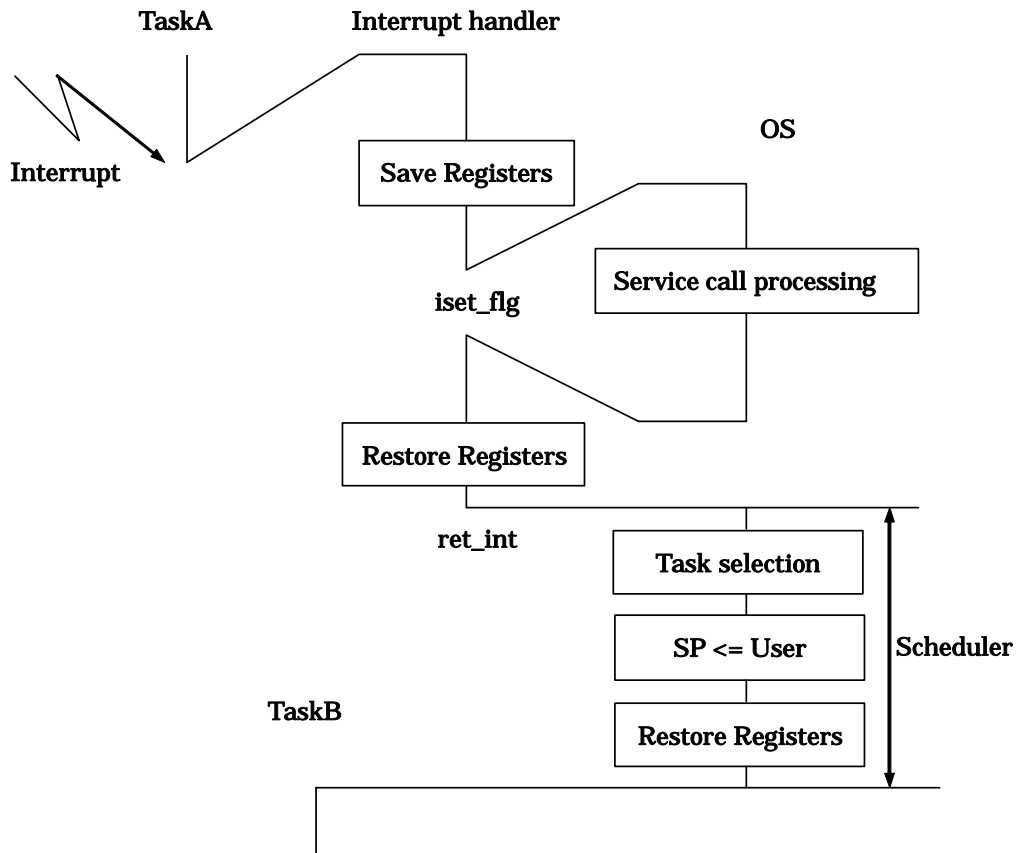 TaskA
Interrupt handler
OS
Interrupt
Save Registers
Service call processing
iset_flg
Restore Registers
ret_int
Task selection
SP <= User
Scheduler
TaskB
Restore Registers